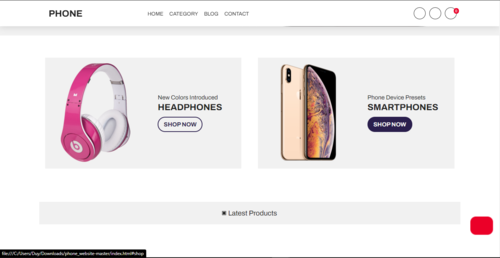 PHONE
HOME CATEGORY BLOG CONTACT
New Colors Introduced
HEADPHONES
SHOP NOW
Phone Device Presets
SMARTPHONES
SHOP NOW
Latest Products
file:///C:/Users/Duy/Downloads/phone_website-master/index.html#shop